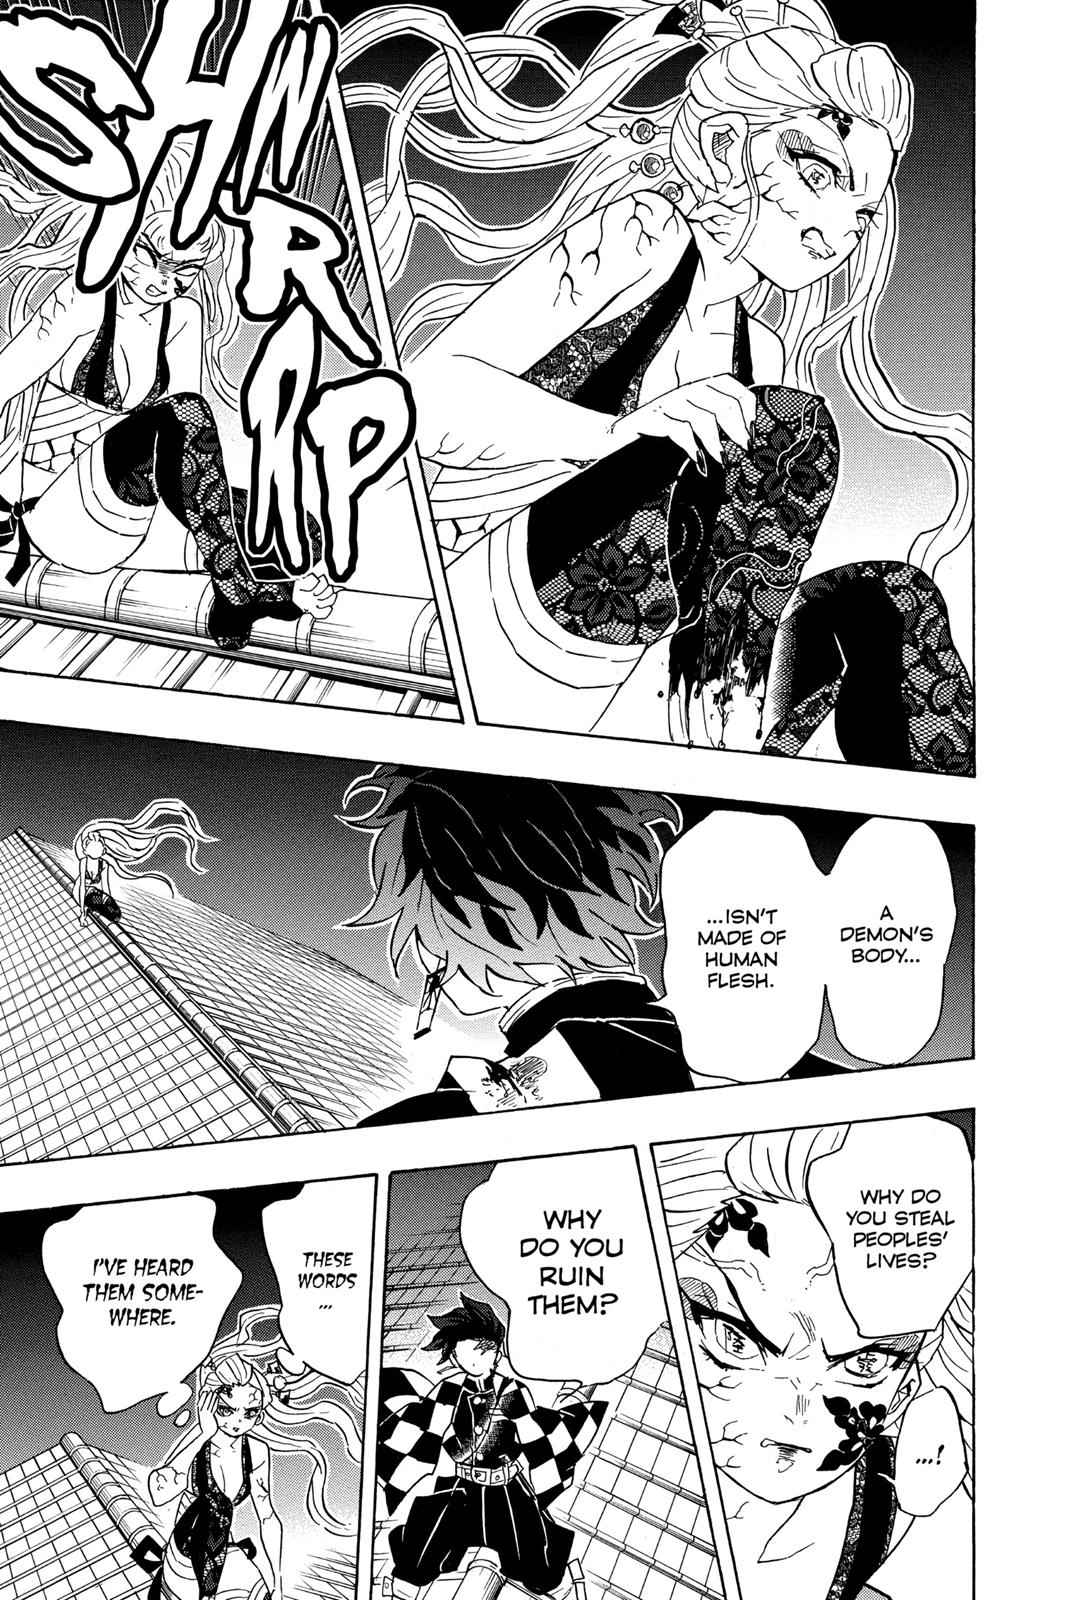 SHNRAP
A
DEMON'S
BODY...
...ISN'T
MADE OF
HUMAN
FLESH.
WHY DO
YOU STEAL
PEOPLES'
LIVES?
...!
WHY
DO YOU
RUIN
THEM?
THESE
WORDS
...
I'VE HEARD
THEM SOME-
WHERE.